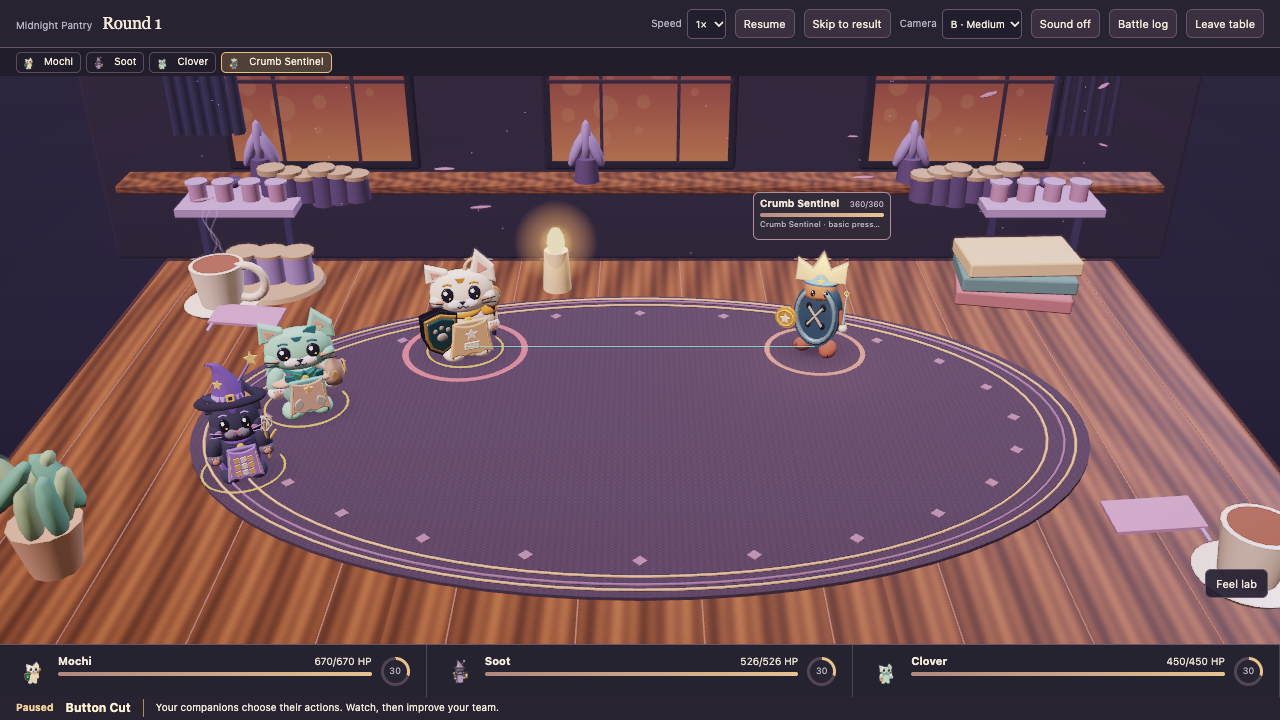 Midnight Pantry Round 1
Speed 1x Resume Skip to result Camera B · Medium Sound off Battle log Leave table
Mochi Soot Clover Crumb Sentinel
Crumb Sentinel 360/360
Crumb Sentinel · basic press...
Feel lab
Mochi 670/670 HP 30
Soot 526/526 HP 30
Clover 450/450 HP 30
Paused Button Cut Your companions choose their actions. Watch, then improve your team.